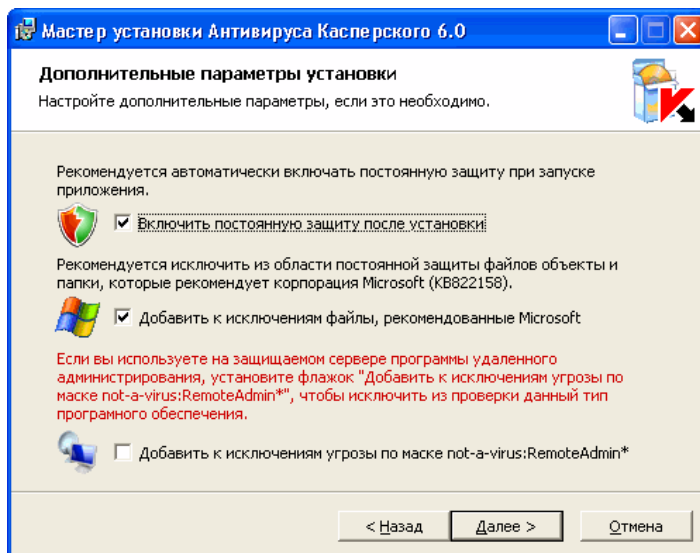 Мастер установки Антивируса Касперского 6.0
Дополнительные параметры установки
Настройте дополнительные параметры, если это необходимо.
Рекомендуется автоматически включать постоянную защиту при запуске
приложения.
Включить постоянную защиту после установки
Рекомендуется исключить из области постоянной защиты файлов объекты и
папки, которые рекомендует корпорация Microsoft (KB822158).
Добавить к исключениям файлы, рекомендованные Microsoft
Если вы используете на защищаемом сервере программы удаленного
администрирования, установите флажок "Добавить к исключениям угрозы по
маске not-a-virus:RemoteAdmin*", чтобы исключить из проверки данный тип
програмного обеспечения.
Добавить к исключениям угрозы по маске not-a-virus:RemoteAdmin*
< Назад
Далее >
Отмена